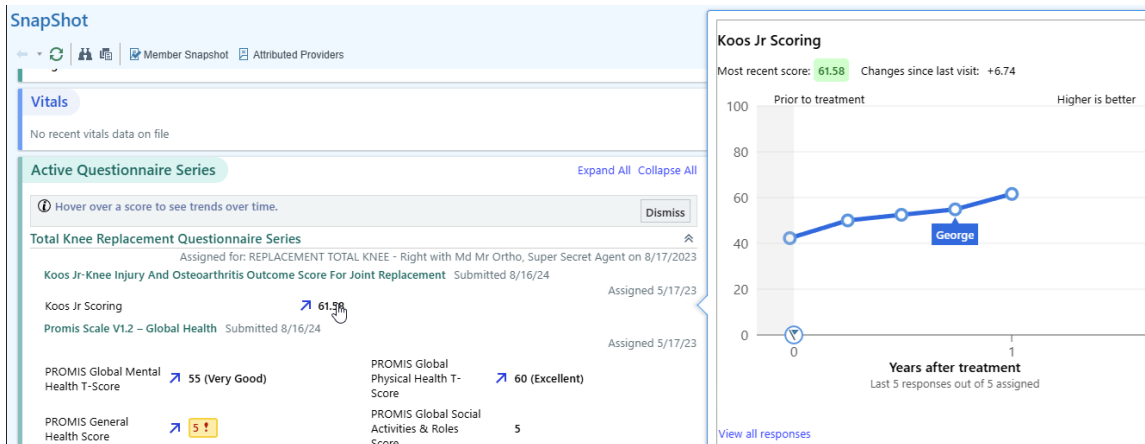 SnapShot
Member Snapshot Attributed Providers
Vitals
No recent vitals data on file
Active Questionnaire Series
Expand All Collapse All
Hover over a score to see trends over time.
Dismiss
Total Knee Replacement Questionnaire Series
Assigned for: REPLACEMENT TOTAL KNEE - Right with Md Mr Ortho, Super Secret Agent on 8/17/2023
Koos Jr-Knee Injury And Osteoarthritis Outcome Score For Joint Replacement Submitted 8/16/24
Assigned 5/17/23
Koos Jr Scoring 61.58
Promis Scale V1.2 – Global Health Submitted 8/16/24
Assigned 5/17/23
PROMIS Global Mental
Health T-Score
55 (Very Good)
PROMIS Global
Physical Health T-
Score
60 (Excellent)
PROMIS General
Health Score
5 !
PROMIS Global Social
Activities & Roles
Score
5
Koos Jr Scoring
Most recent score: 61.58 Changes since last visit: +6.74
Prior to treatment
Higher is better
100
80
60
40
20
0
George
0
1
Years after treatment
Last 5 responses out of 5 assigned
View all responses